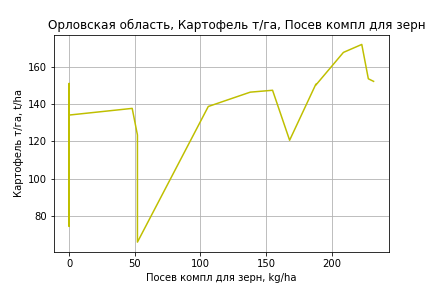 Орловская область, Картофель т/га, Посев компл для зерн
160
140
120
100
80
Картофель т/га, t/ha
0 50 100 150 200
Посев компл для зерн, kg/ha